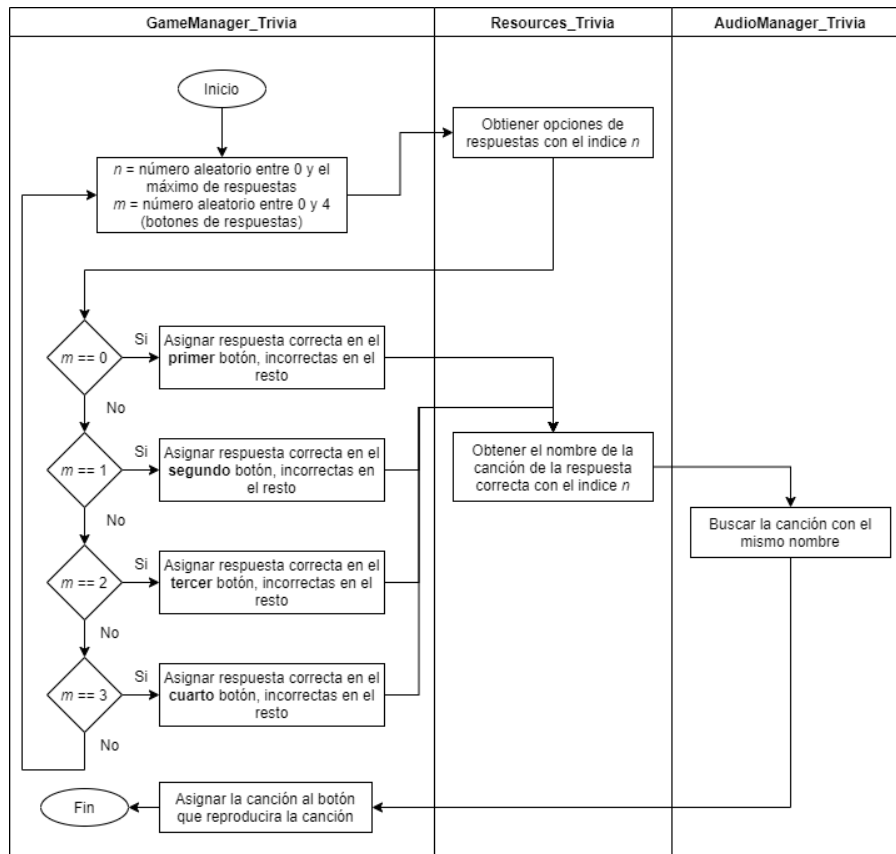 GameManager_Trivia
Resources_Trivia
AudioManager_Trivia
Inicio
n = número aleatorio entre 0 y el
máximo de respuestas
m = número aleatorio entre 0 y 4
(botones de respuestas)
Obtiener opciones de
respuestas con el indice n
m == 0
Si
Asignar respuesta correcta en el
primer botón, incorrectas en el
resto
No
m == 1
Si
Asignar respuesta correcta en el
segundo botón, incorrectas en
el resto
Obtener el nombre de la
canción de la respuesta
correcta con el indice n
Buscar la canción con el
mismo nombre
No
m == 2
Si
Asignar respuesta correcta en el
tercer botón, incorrectas en el
resto
No
m == 3
Si
Asignar respuesta correcta en el
cuarto botón, incorrectas en el
resto
No
Asignar la canción al botón
que reproducira la canción
Fin